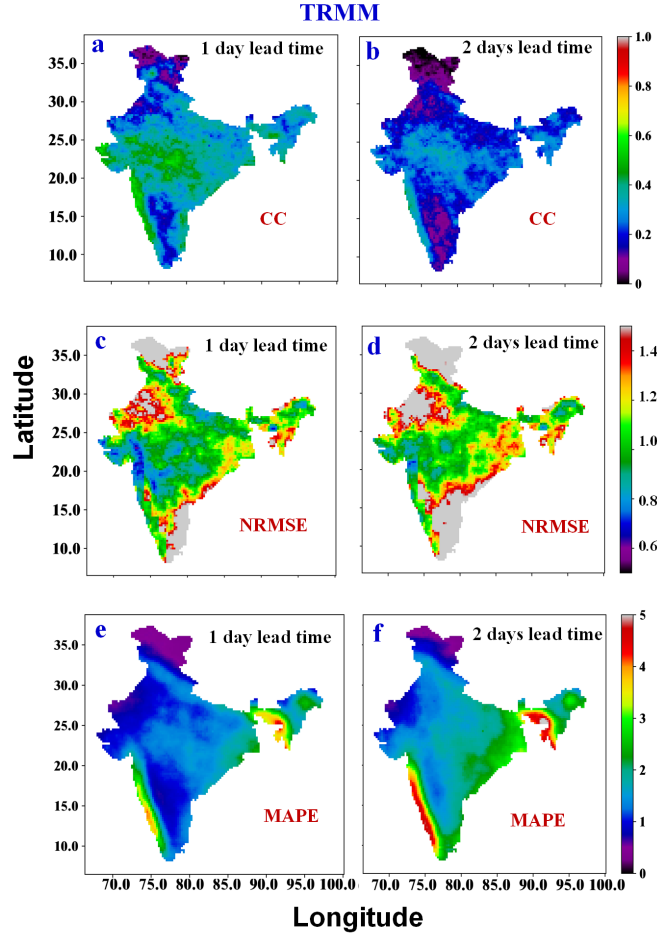 TRMM
a 1 day lead time
b 2 days lead time
1.0
35.0
30.0
0.8
25.0
0.6
20.0
0.4
15.0
CC
CC
0.2
10.0
0
c 1 day lead time
d 2 days lead time
35.0
1.4
30.0
1.2
25.0
1.0
20.0
15.0
0.8
NRMSE
NRMSE
10.0
0.6
Latitude
e 1 day lead time
f 2 days lead time
5
35.0
4
30.0
25.0
3
20.0
2
15.0
MAPE
MAPE
1
10.0
0
70.0 75.0 80.0 85.0 90.0 95.0 100.0
70.0 75.0 80.0 85.0 90.0 95.0 100.0
Longitude